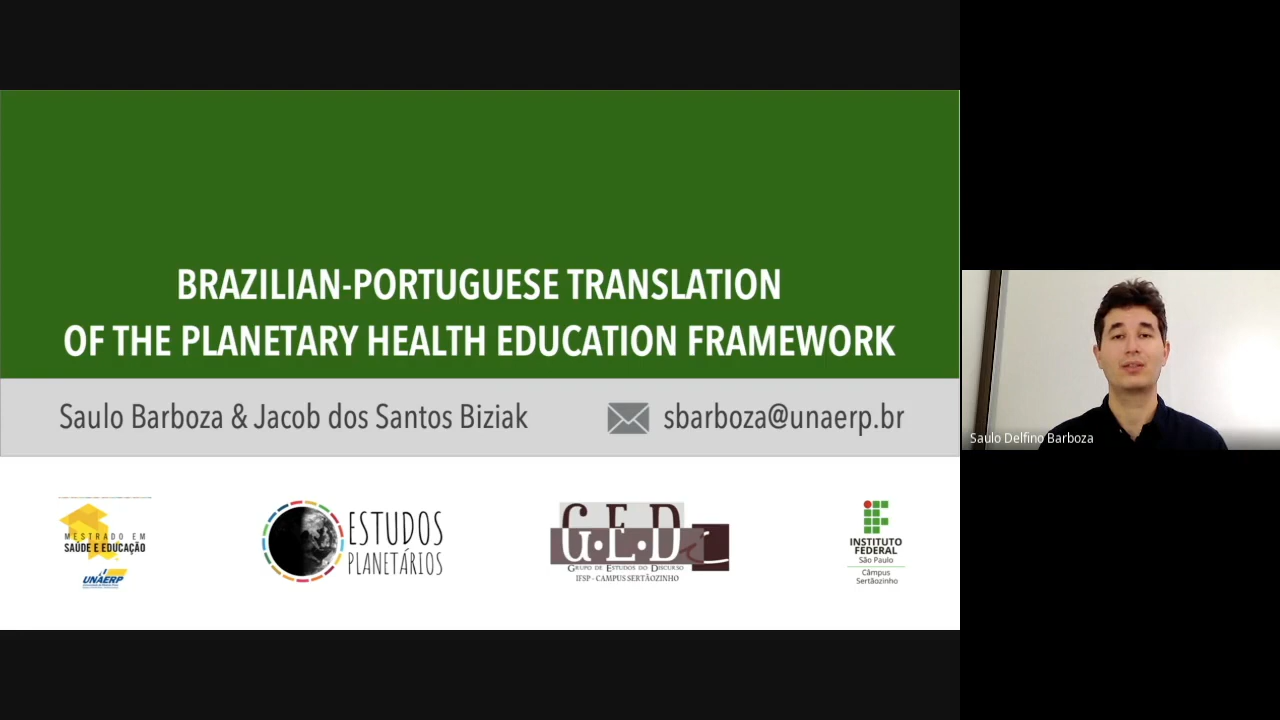 BRAZILIAN-PORTUGUESE TRANSLATION
OF THE PLANETARY HEALTH EDUCATION FRAMEWORK
Saulo Barboza & Jacob dos Santos Biziak
sbarboza@unaerp.br
MESTRADO EM
SAÚDE E EDUCAÇÃO
UNAERP
ESTUDOS
PLANETÁRIOS
G.E.Di
GRUPO DE ESTUDOS DO DISCURSO
IFSP - CAMPUS SERTÃOZINHO
INSTITUTO
FEDERAL
São Paulo
Câmpus
Sertãozinho
Saulo Delfino Barboza